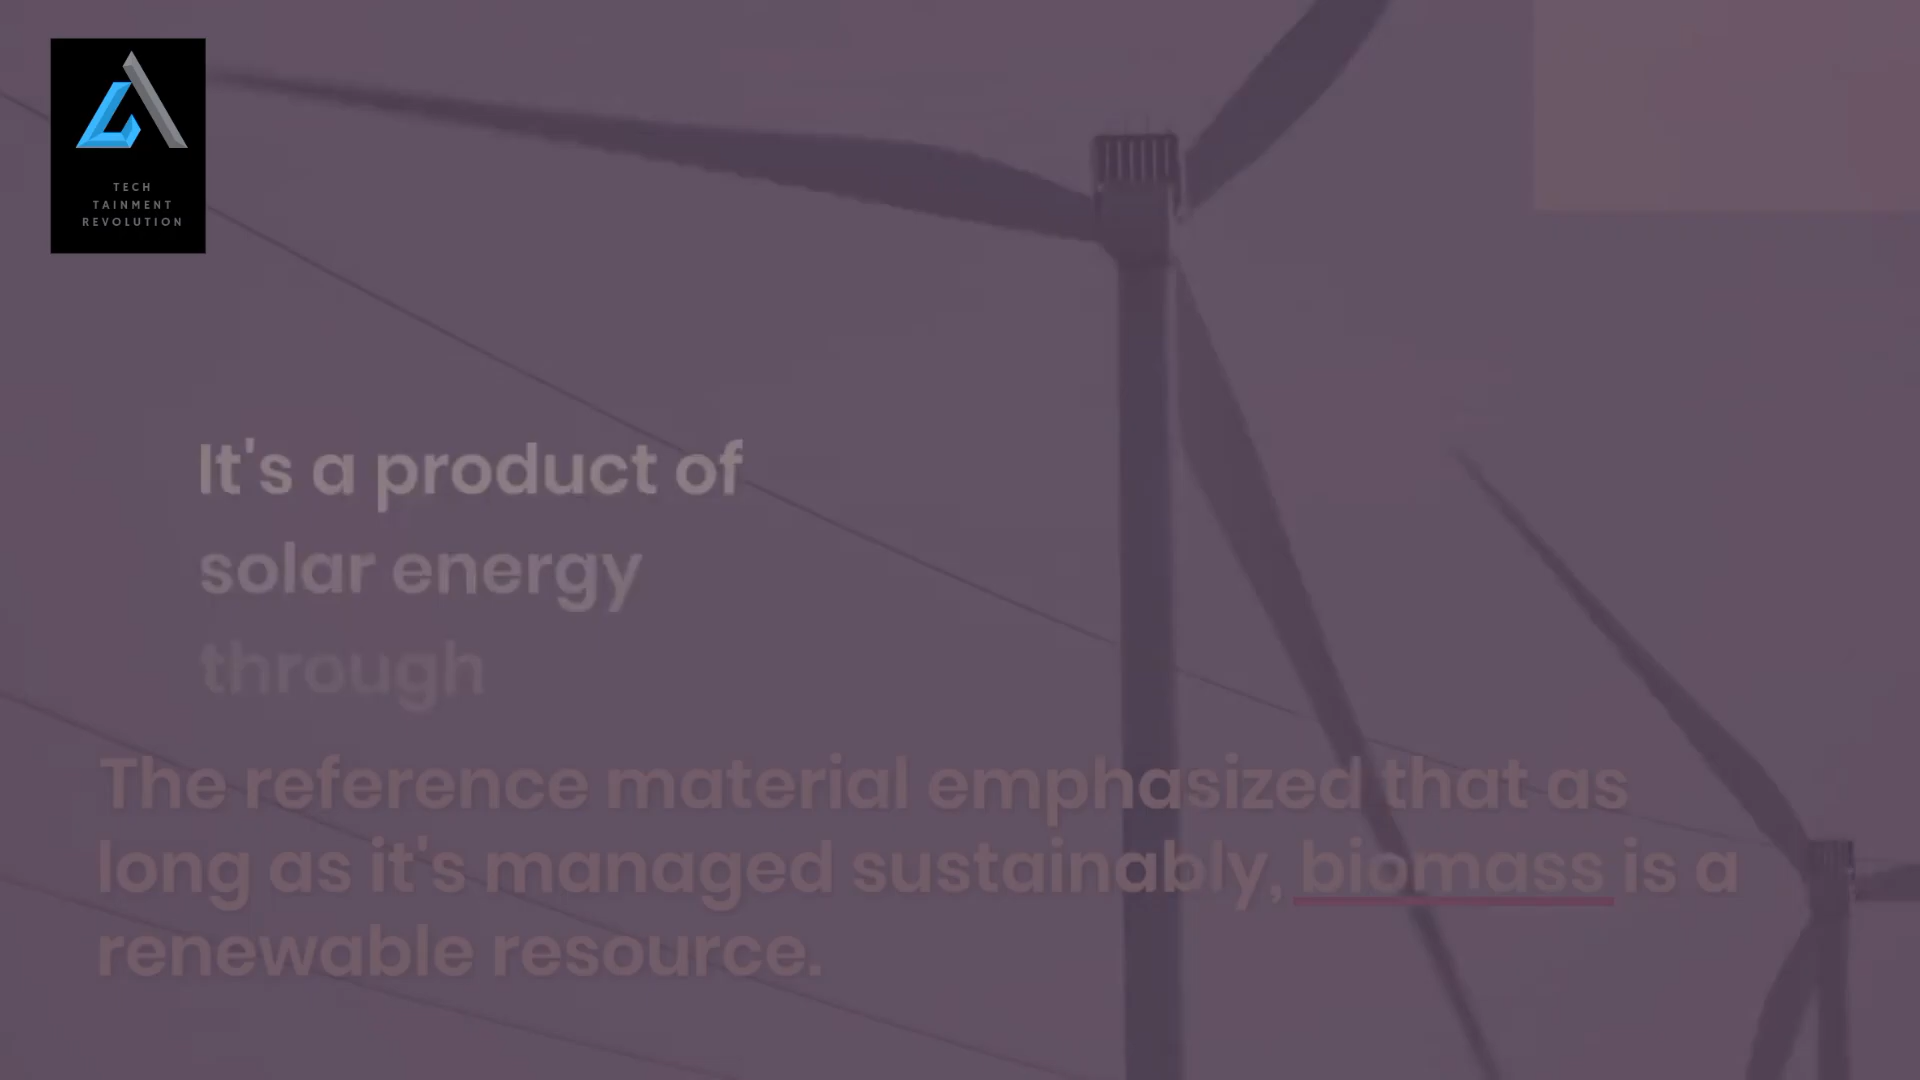 TECH
TAINMENT
REVOLUTION
It's a product of
solar energy
through
The reference material emphasized that as
long as it's managed sustainably, biomass is a
renewable resource.